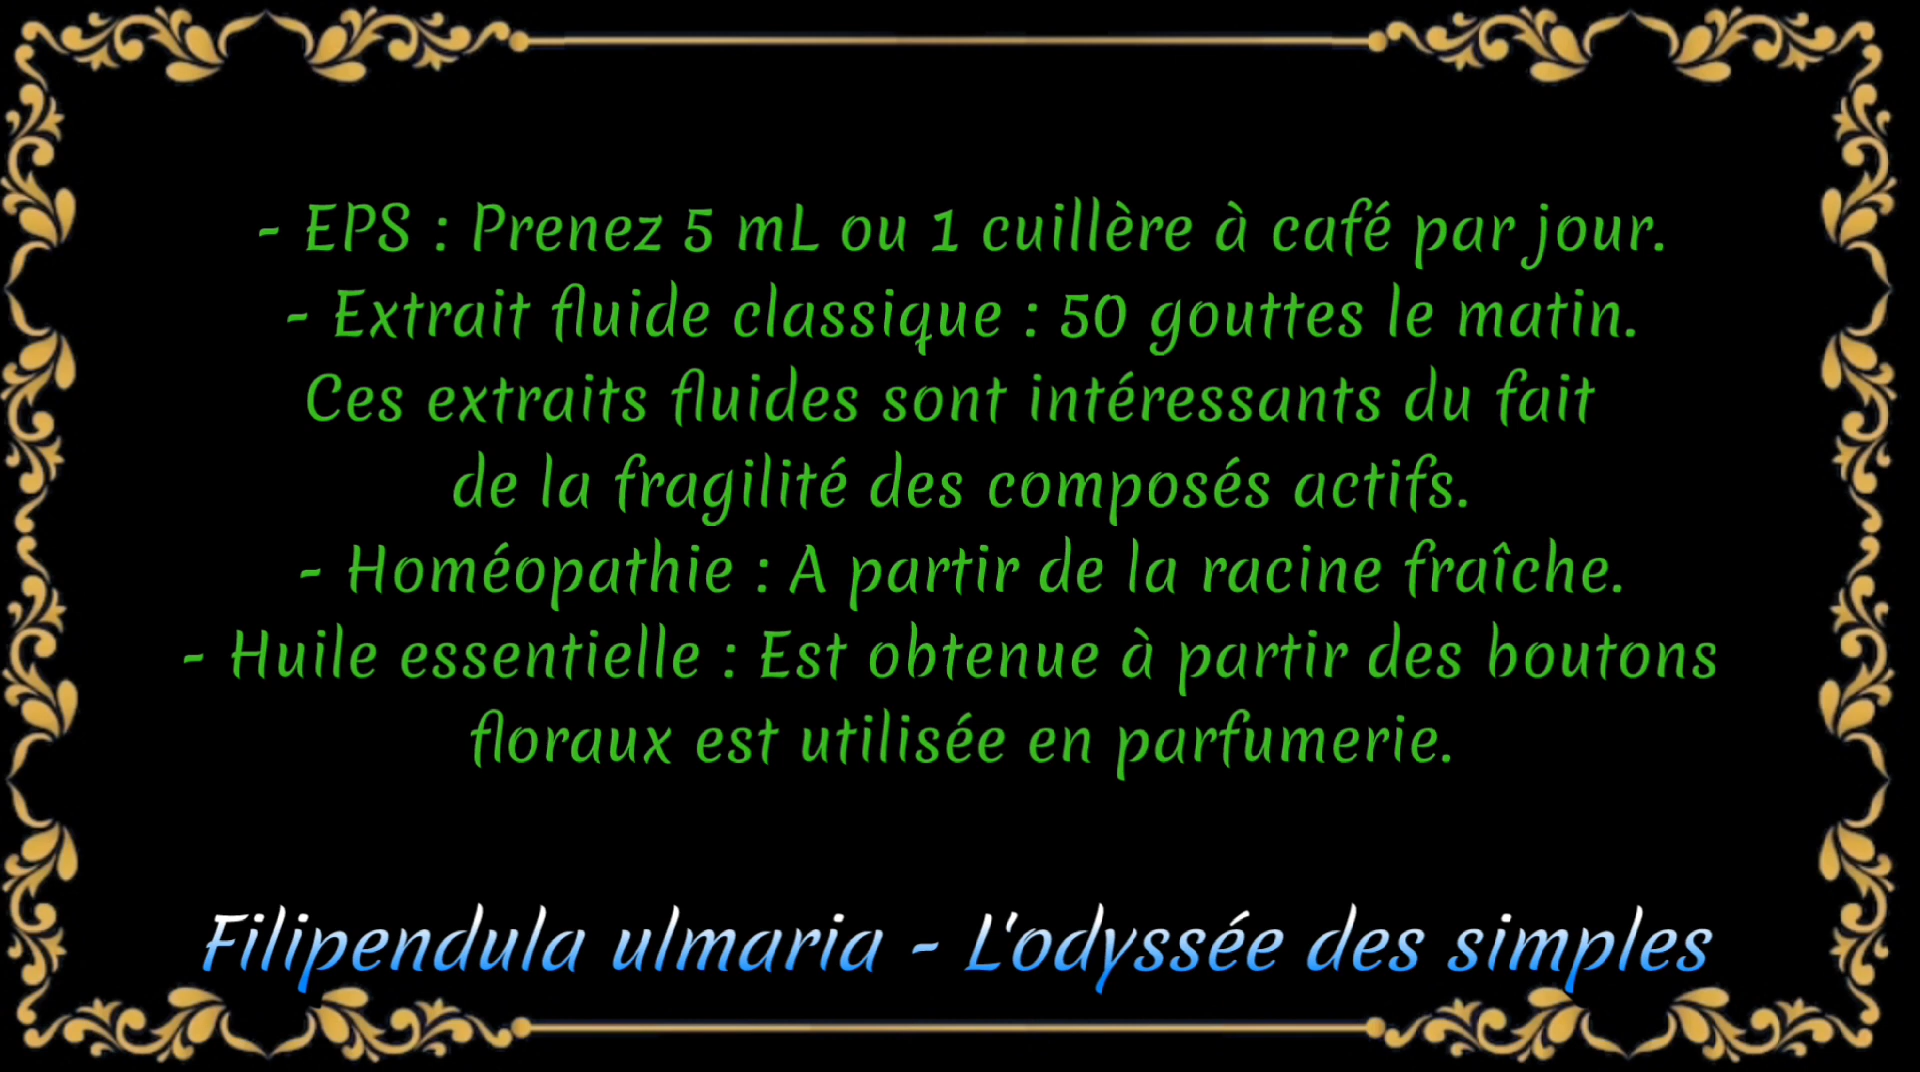 - EPS : Prenez 5 mL ou 1 cuillère à café par jour.
- Extrait fluide classique : 50 gouttes le matin.
Ces extraits fluides sont intéressants du fait
de la fragilité des composés actifs.
- Homéopathie : A partir de la racine fraîche.
- Huile essentielle : Est obtenue à partir des boutons
floraux est utilisée en parfumerie.
Filipendula ulmaria - L'odyssée des simples